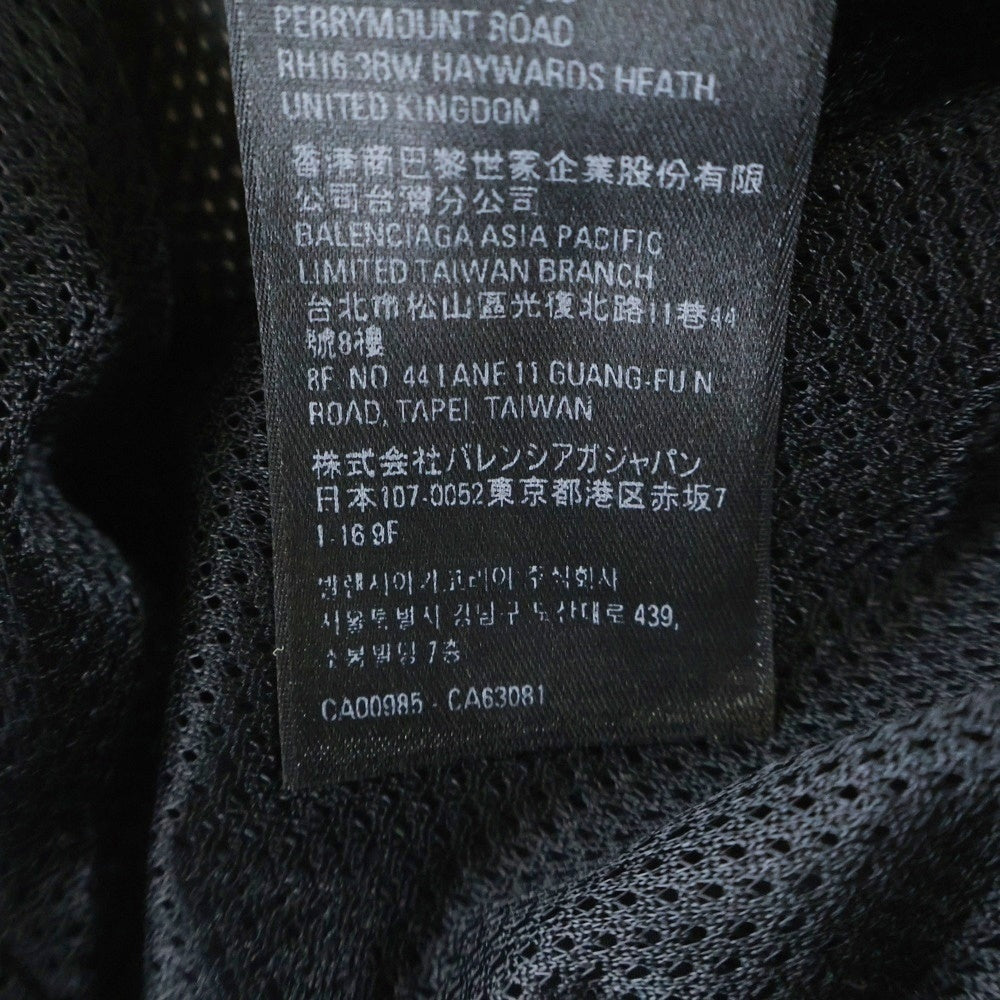 PERRYMOUNT ROAD
RH16 3BW HAYWARDS HEATH,
UNITED KINGDOM
香港商巴黎世家企業股份有限
公司台灣分公司
BALENCIAGA ASIA PACIFIC
LIMITED TAIWAN BRANCH
台北市松山區光復北路11巷44
號8樓
8F. NO. 44 LANE 11 GUANG-FU N.
ROAD, TAPEI, TAIWAN
株式会社バレンシアガジャパン
日本107-0052東京都港区赤坂7
1-16 9F
발렌시아가코리아 주식회사
서울특별시 강남구 도산대로 439,
빌딩 7층
CA00985 - CA63081